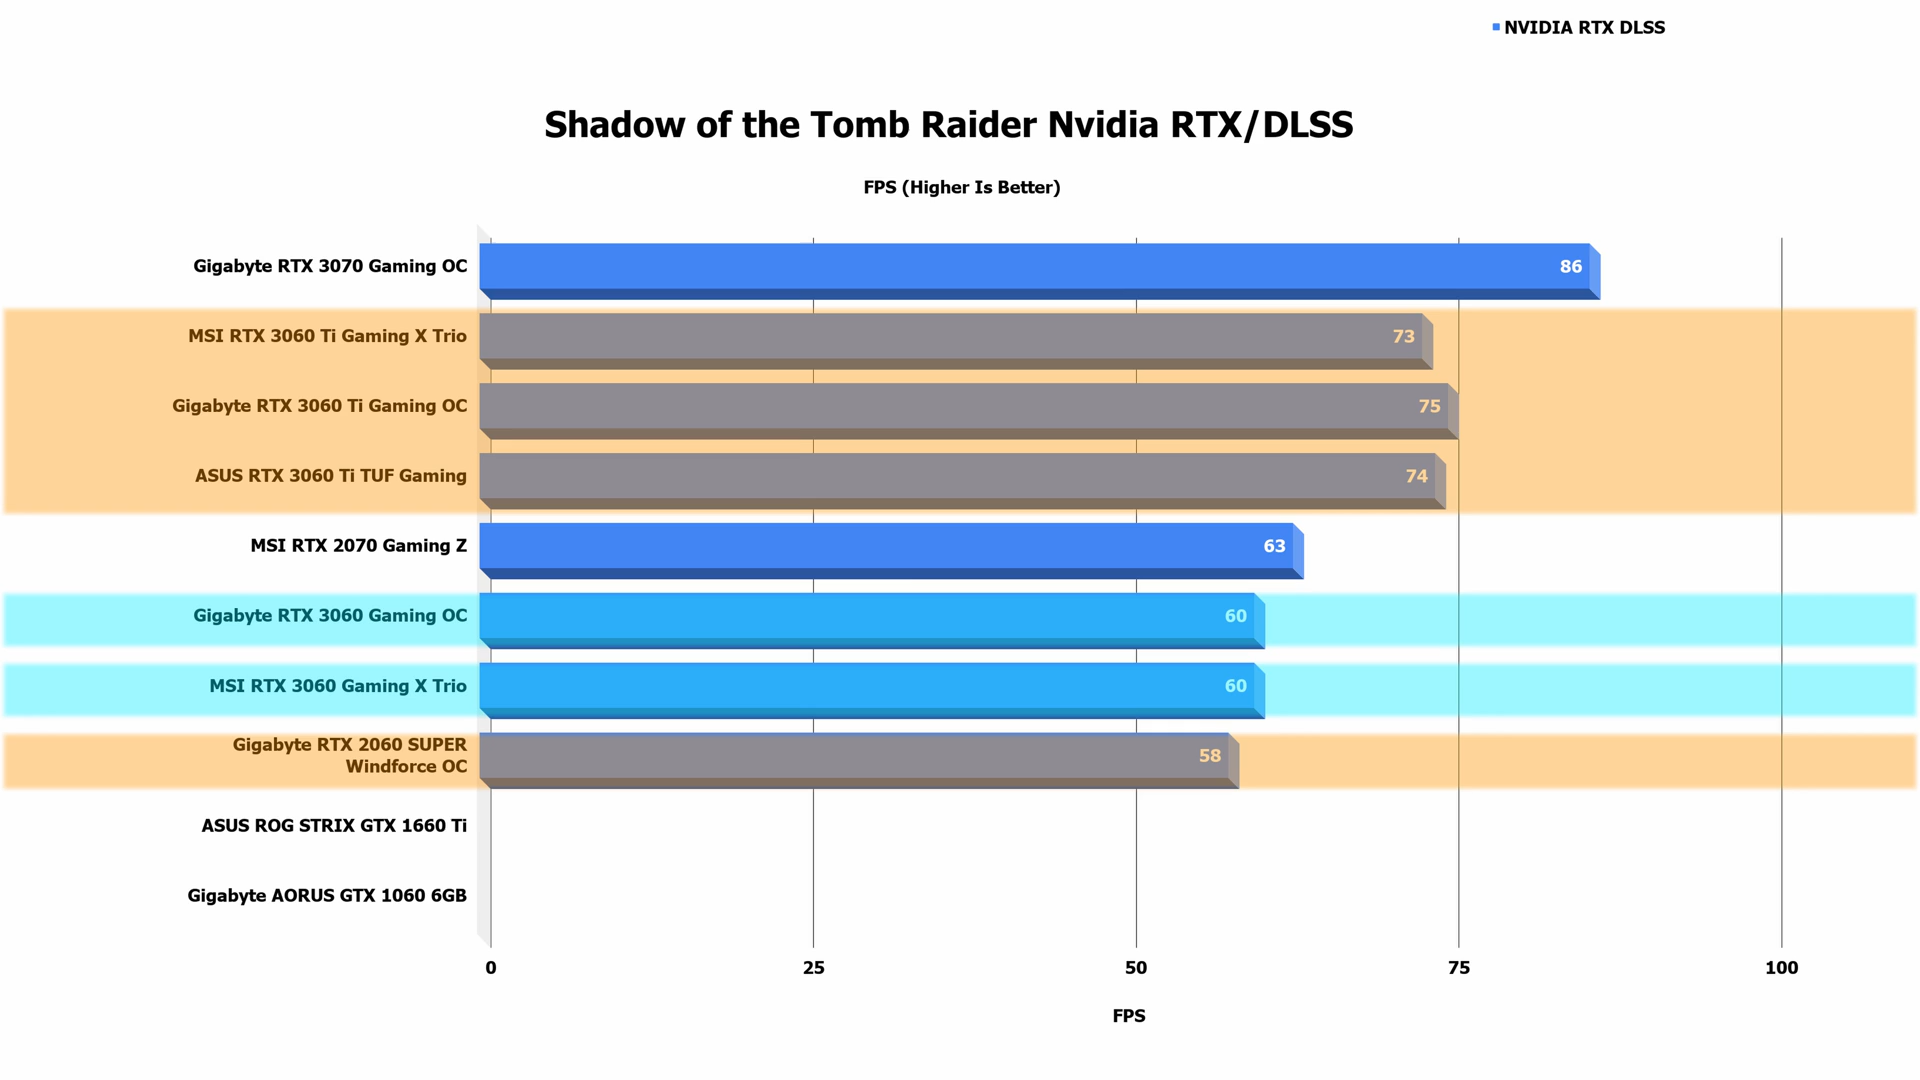 NVIDIA RTX DLSS
Shadow of the Tomb Raider Nvidia RTX/DLSS
FPS (Higher Is Better)
Gigabyte RTX 3070 Gaming OC 86
MSI RTX 3060 Ti Gaming X Trio 73
Gigabyte RTX 3060 Ti Gaming OC 75
ASUS RTX 3060 Ti TUF Gaming 74
MSI RTX 2070 Gaming Z 63
Gigabyte RTX 3060 Gaming OC 60
MSI RTX 3060 Gaming X Trio 60
Gigabyte RTX 2060 SUPER
Windforce OC 58
ASUS ROG STRIX GTX 1660 Ti
Gigabyte AORUS GTX 1060 6GB
0 25 50 75 100
FPS